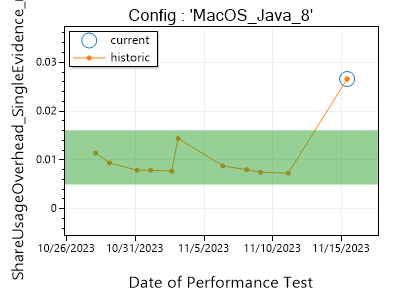 Config : 'MacOS_Java_8'
current
historic
ShareUsageOverhead_SingleEvidence_
0.03
0.02
0.01
0
10/26/2023 10/31/2023 11/5/2023 11/10/2023 11/15/2023
Date of Performance Test